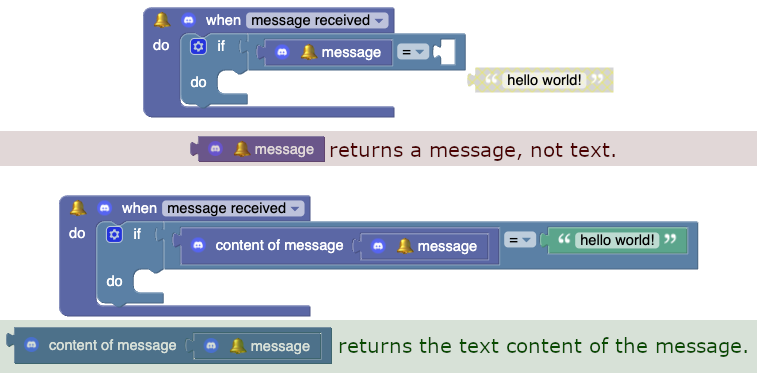 when message received
do if message =
“ hello world! ”
do
message returns a message, not text.
when message received
do if content of message message = “ hello world! ”
do
content of message message returns the text content of the message.